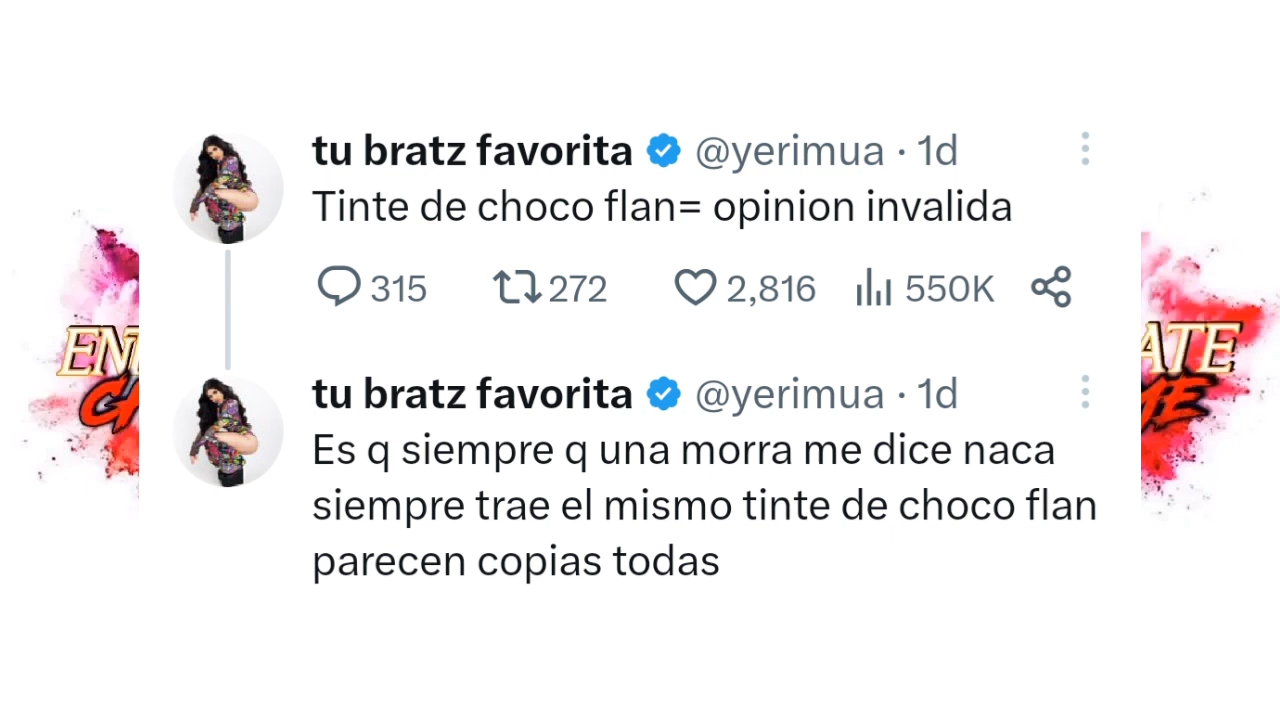 tu bratz favorita @yerimua · 1d
Tinte de choco flan= opinion invalida
315 272 2,816 550K
tu bratz favorita @yerimua · 1d
Es q siempre q una morra me dice naca
siempre trae el mismo tinte de choco flan
parecen copias todas